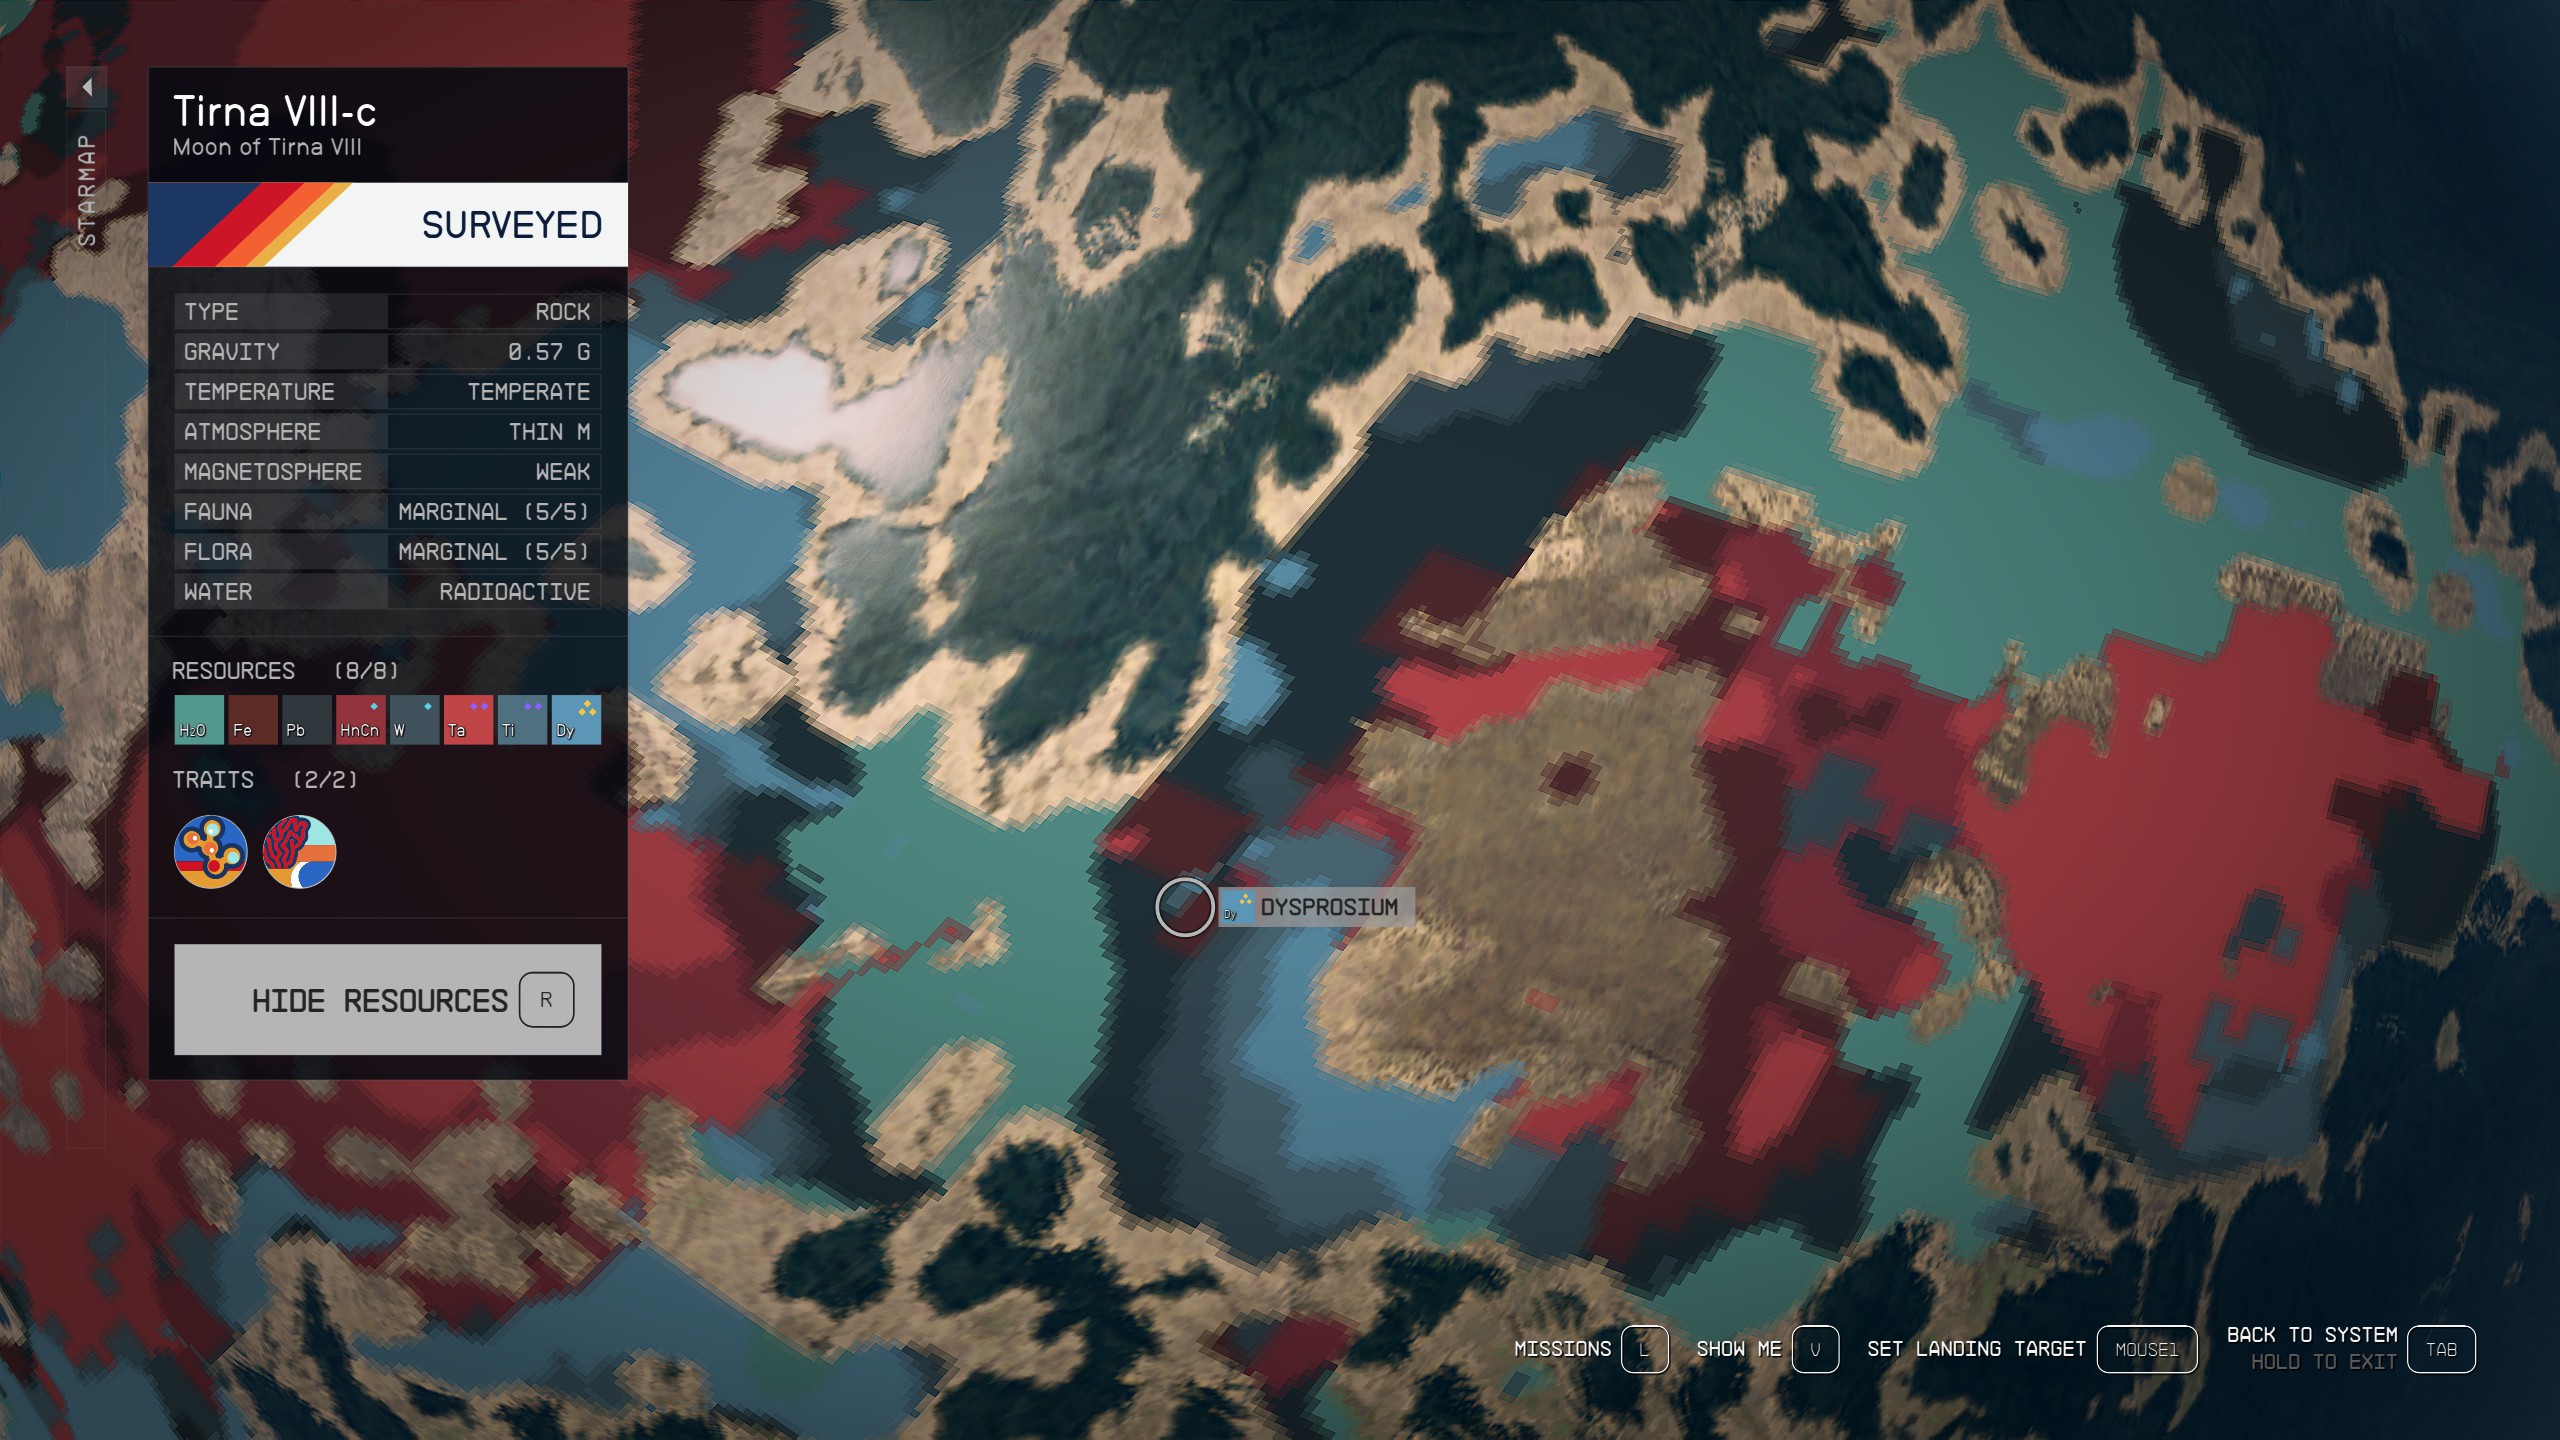 STARMAP
Tirna VIII-c
Moon of Tirna VIII
SURVEYED
TYPE ROCK
GRAVITY 0.57 G
TEMPERATURE TEMPERATE
ATMOSPHERE THIN M
MAGNETOSPHERE WEAK
FAUNA MARGINAL (5/5)
FLORA MARGINAL (5/5)
WATER RADIOACTIVE
RESOURCES (8/8)
H₂O Fe Pb HnCn W Ta Ti Dy
TRAITS (2/2)
HIDE RESOURCES R
Dy DYSPROSIUM
MISSIONS L SHOW ME V SET LANDING TARGET MOUSE1 BACK TO SYSTEM TAB
HOLD TO EXIT